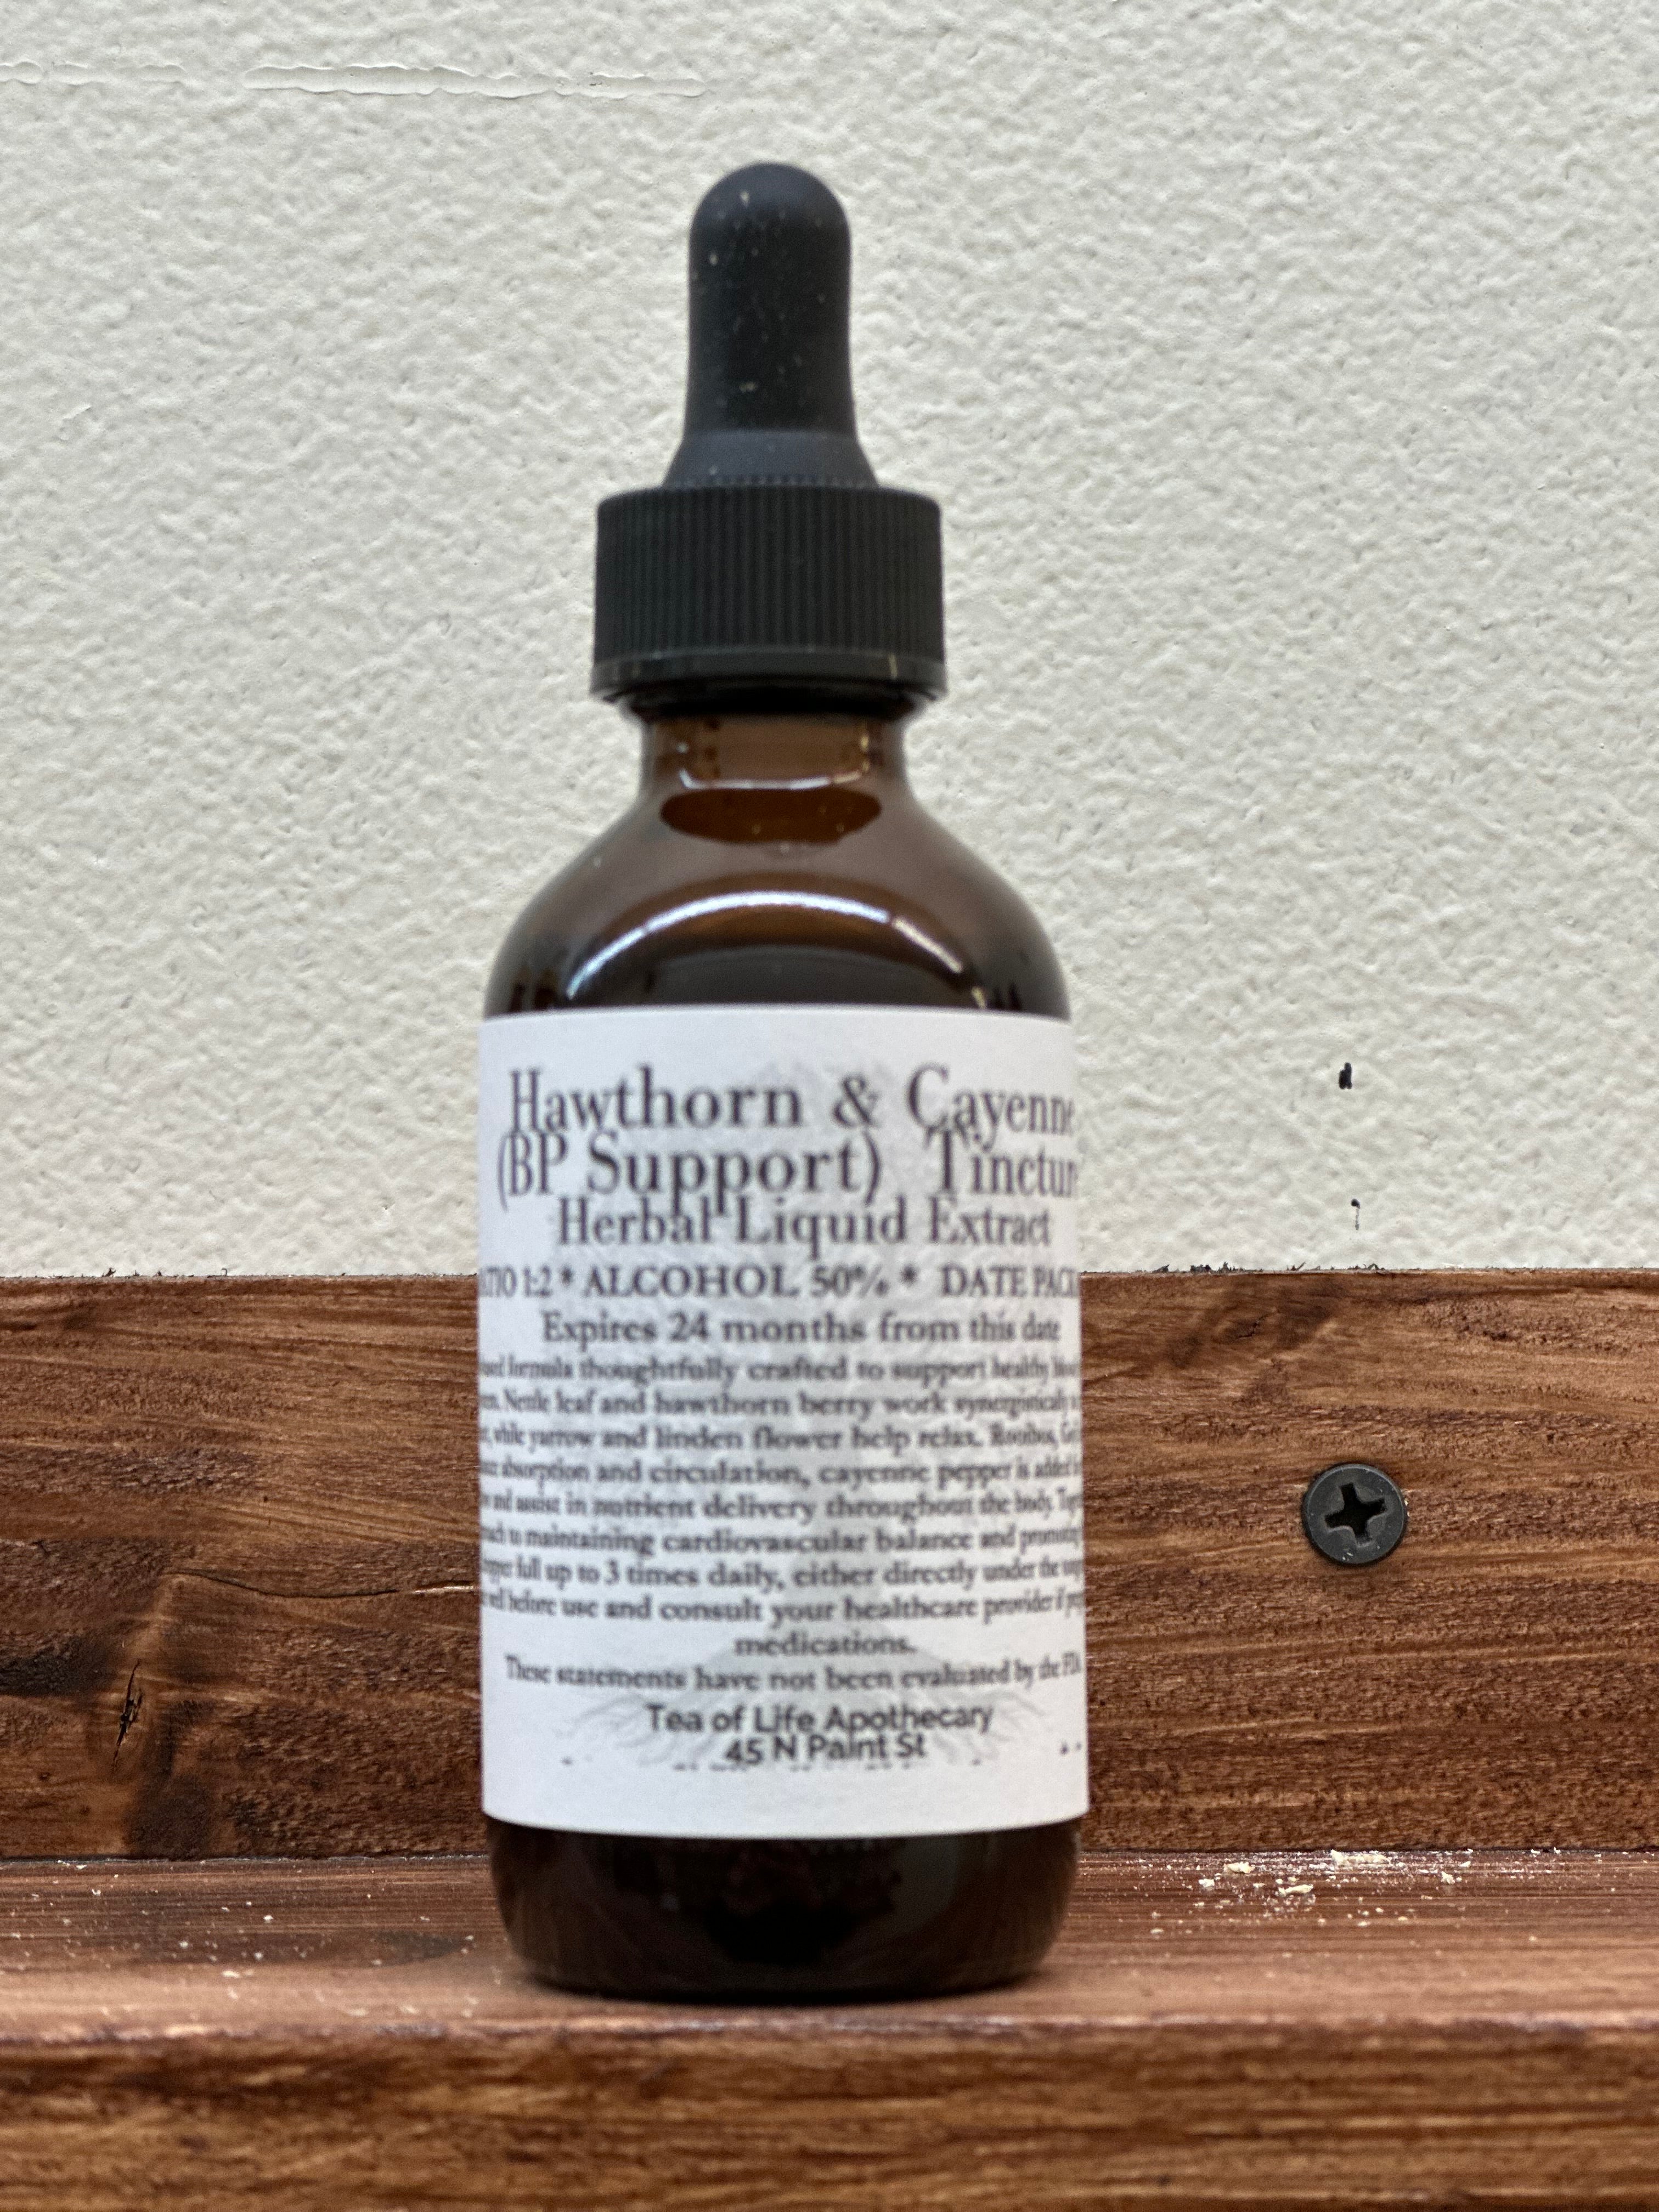 Hawthorn & Cayenne
(BP Support) Tinctur
Herbal Liquid Extract
ATIO 1:2 * ALCOHOL 50% * DATE PACK
Expires 24 months from this date
formula thoughtfully crafted to support healthy
Nettle leaf and hawthorn berry work synergistically
, while yarrow and linden flower help relax. Rooibos,
absorption and circulation, cayenne pepper is added
and assist in nutrient delivery throughout the body.
to maintaining cardiovascular balance and
full up to 3 times daily, either directly under the
before use and consult your healthcare provider if
medications.
These statements have not been evaluated by the FDA
Tea of Life Apothecary
45 N Paint St